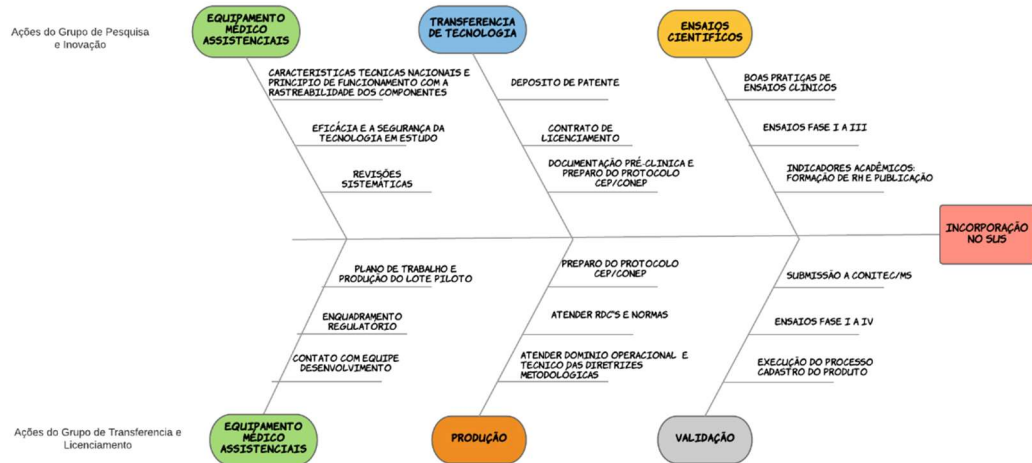 Ações do Grupo de Pesquisa
e Inovação
EQUIPAMENTO
MÉDICO
ASSISTENCIAIS
TRANSFERENCIA
DE TECNOLOGIA
ENSAIOS
CIENTIFÍCOS
CARACTERISTICAS TECNICAS NACIONAIS E
PRINCIPIO DE FUNCIONAMENTO COM A
RASTREABILIDADE DOS COMPONENTES
EFICÁCIA E A SEGURANÇA DA
TECNOLOGIA EM ESTUDO
REVISÕES
SISTEMÁTICAS
DEPOSITO DE PATENTE
CONTRATO DE
LICENCIAMENTO
DOCUMENTAÇÃO PRÉ-CLINICA E
PREPARO DO PROTOCOLO
CEP/CONEP
BOAS PRATIÇAS DE
ENSAIOS CLÍNICOS
ENSAIOS FASE I A III
INDICADORES ACADÊMICOS:
FORMAÇÃO DE RH E PUBLICAÇÃO
INCORPORAÇÃO
NO SUS
PLANO DE TRABALHO E
PRODUÇÃO DO LOTE PILOTO
ENQUADRAMENTO
REGULATÓRIO
CONTATO COM EQUIPE
DESENVOLVIMENTO
PREPARO DO PROTOCOLO
CEP/CONEP
ATENDER RDC'S E NORMAS
ATENDER DOMINIO OPERACIONAL E
TECNICO DAS DIRETRIZES
METODOLÓGICAS
SUBMISSÃO A CONITEC/MS
ENSAIOS FASE I A IV
EXECUÇÃO DO PROCESSO
CADASTRO DO PRODUTO
Ações do Grupo de Transferencia e
Licenciamento
EQUIPAMENTO
MÉDICO
ASSISTENCIAIS
PRODUÇÃO
VALIDAÇÃO